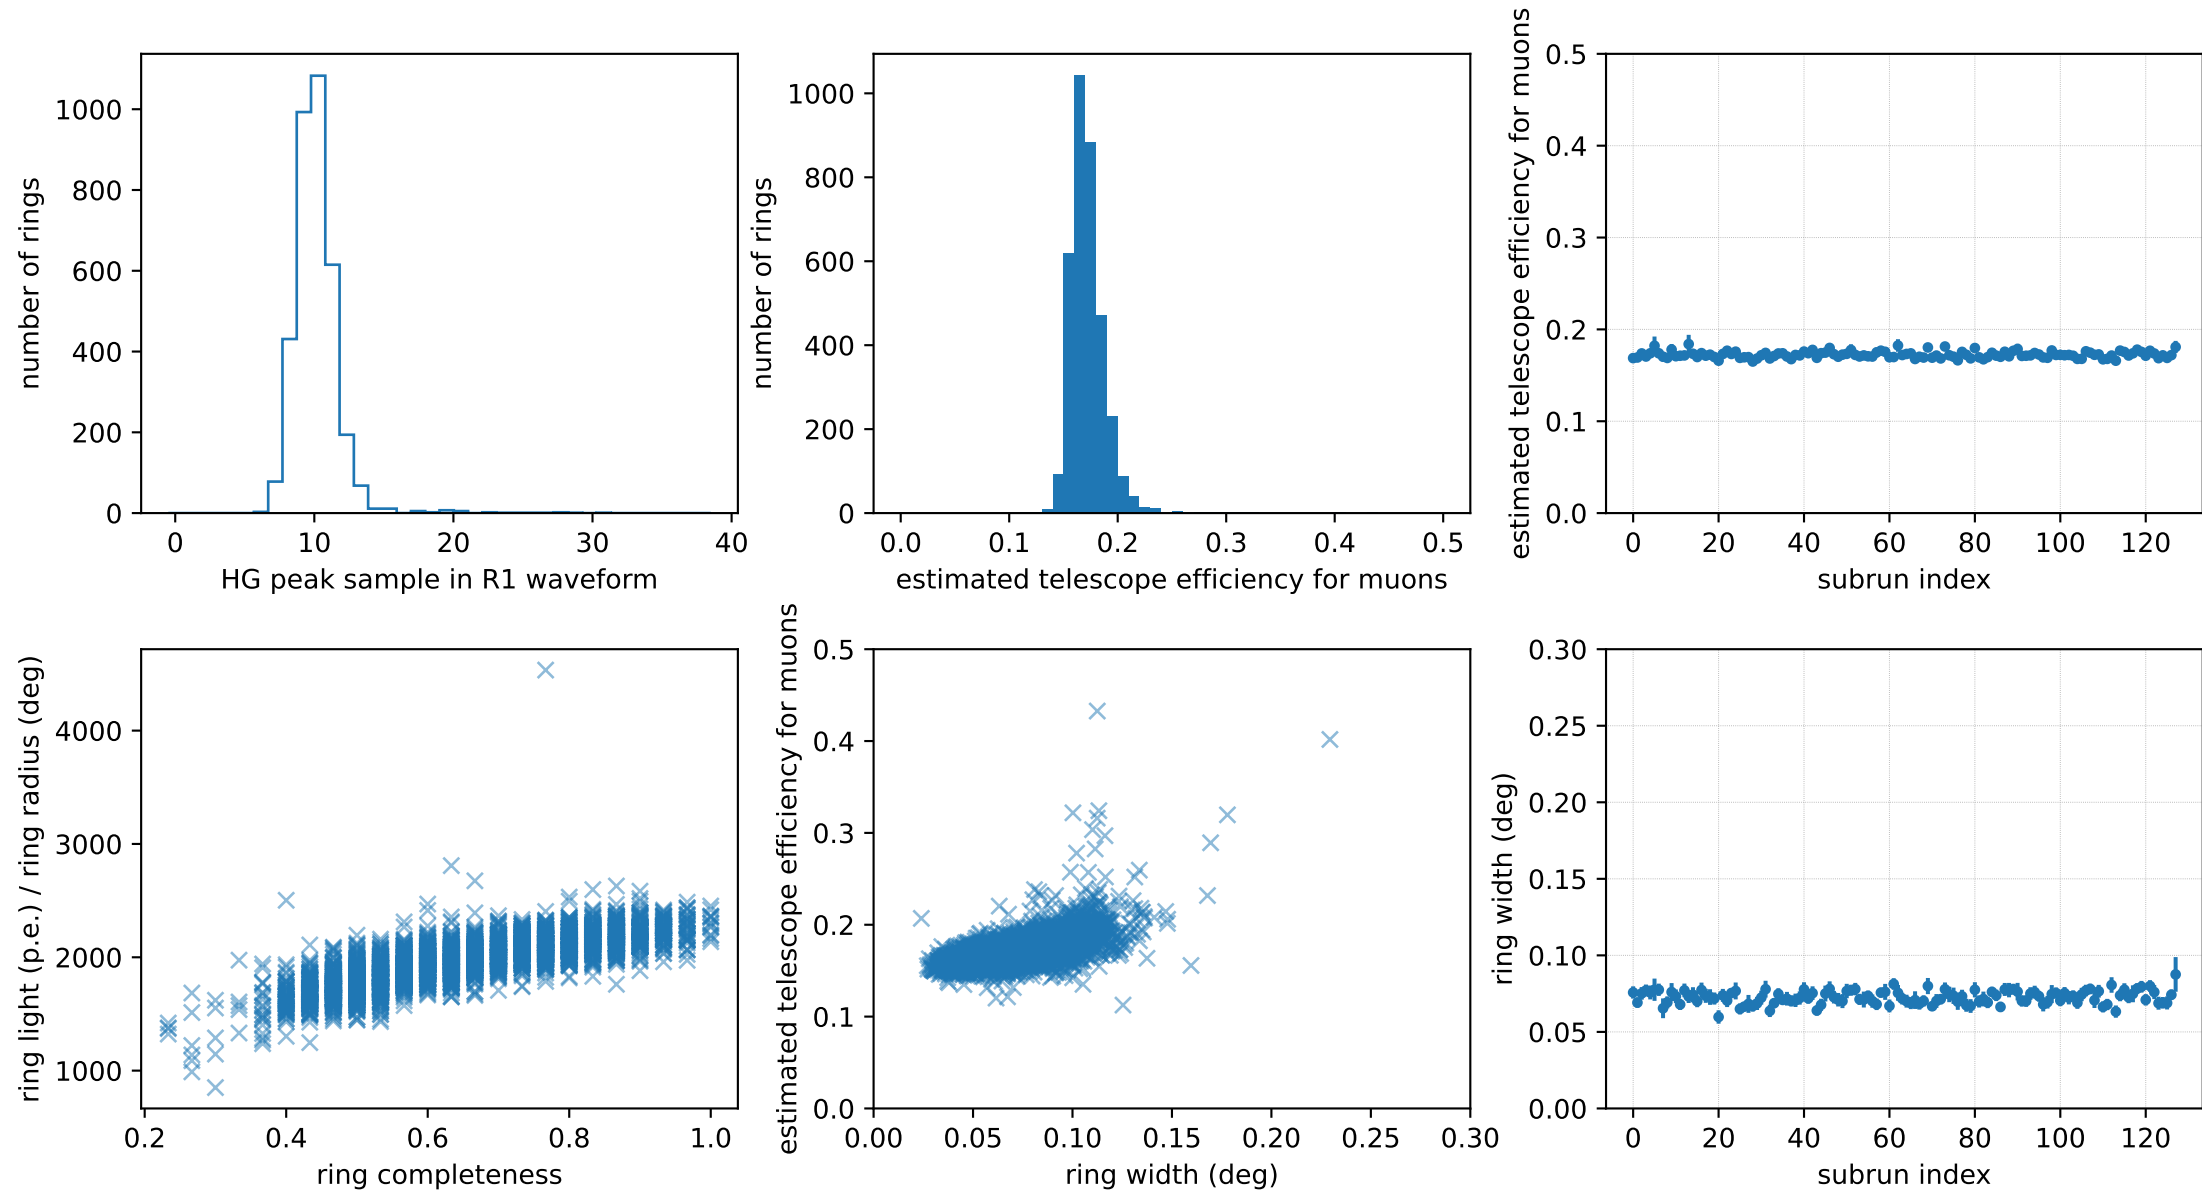 number of rings
1000
800
600
400
200
0
0 10 20 30 40
HG peak sample in R1 waveform
number of rings
1000
800
600
400
200
0
0.0 0.1 0.2 0.3 0.4 0.5
estimated telescope efficiency for muons
estimated telescope efficiency for muons
0.5
0.4
0.3
0.2
0.1
0.0
0 20 40 60 80 100 120
subrun index
ring light (p.e.) / ring radius (deg)
4000
3000
2000
1000
0.2 0.4 0.6 0.8 1.0
ring completeness
estimated telescope efficiency for muons
0.5
0.4
0.3
0.2
0.1
0.0
0.00 0.05 0.10 0.15 0.20 0.25 0.30
ring width (deg)
ring width (deg)
0.30
0.25
0.20
0.15
0.10
0.05
0.00
0 20 40 60 80 100 120
subrun index